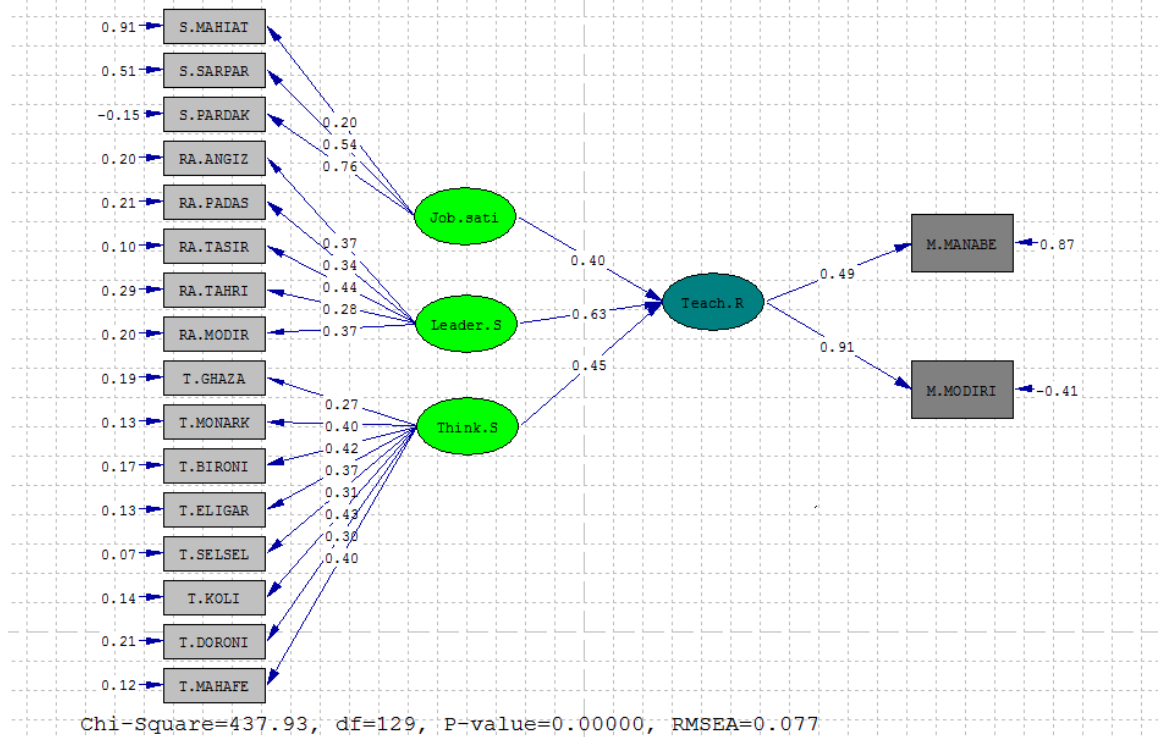 0.91 S.MAHIAT
0.51 S.SARPAR
-0.15 S.PARDAK
0.20 RA.ANGIZ
0.21 RA.PADAS
0.10 RA.TASIR
0.29 RA.TAHRI
0.20 RA.MODIR
0.19 T.GHAZA
0.13 T.MONARK
0.17 T.BIRONI
0.13 T.ELIGAR
0.07 T.SELSEL
0.14 T.KOLI
0.21 T.DORONI
0.12 T.MAHAFE
0.20
0.54
0.76
0.37
0.34
0.44
0.28
0.37
0.27
0.40
0.42
0.37
0.31
0.43
0.30
0.40
Job.sati
Leader.S
Think.S
0.40
0.63
0.45
Teach.R
0.49
0.91
M.MANABE 0.87
M.MODIRI -0.41
Chi-Square=437.93, df=129, P-value=0.00000, RMSEA=0.077